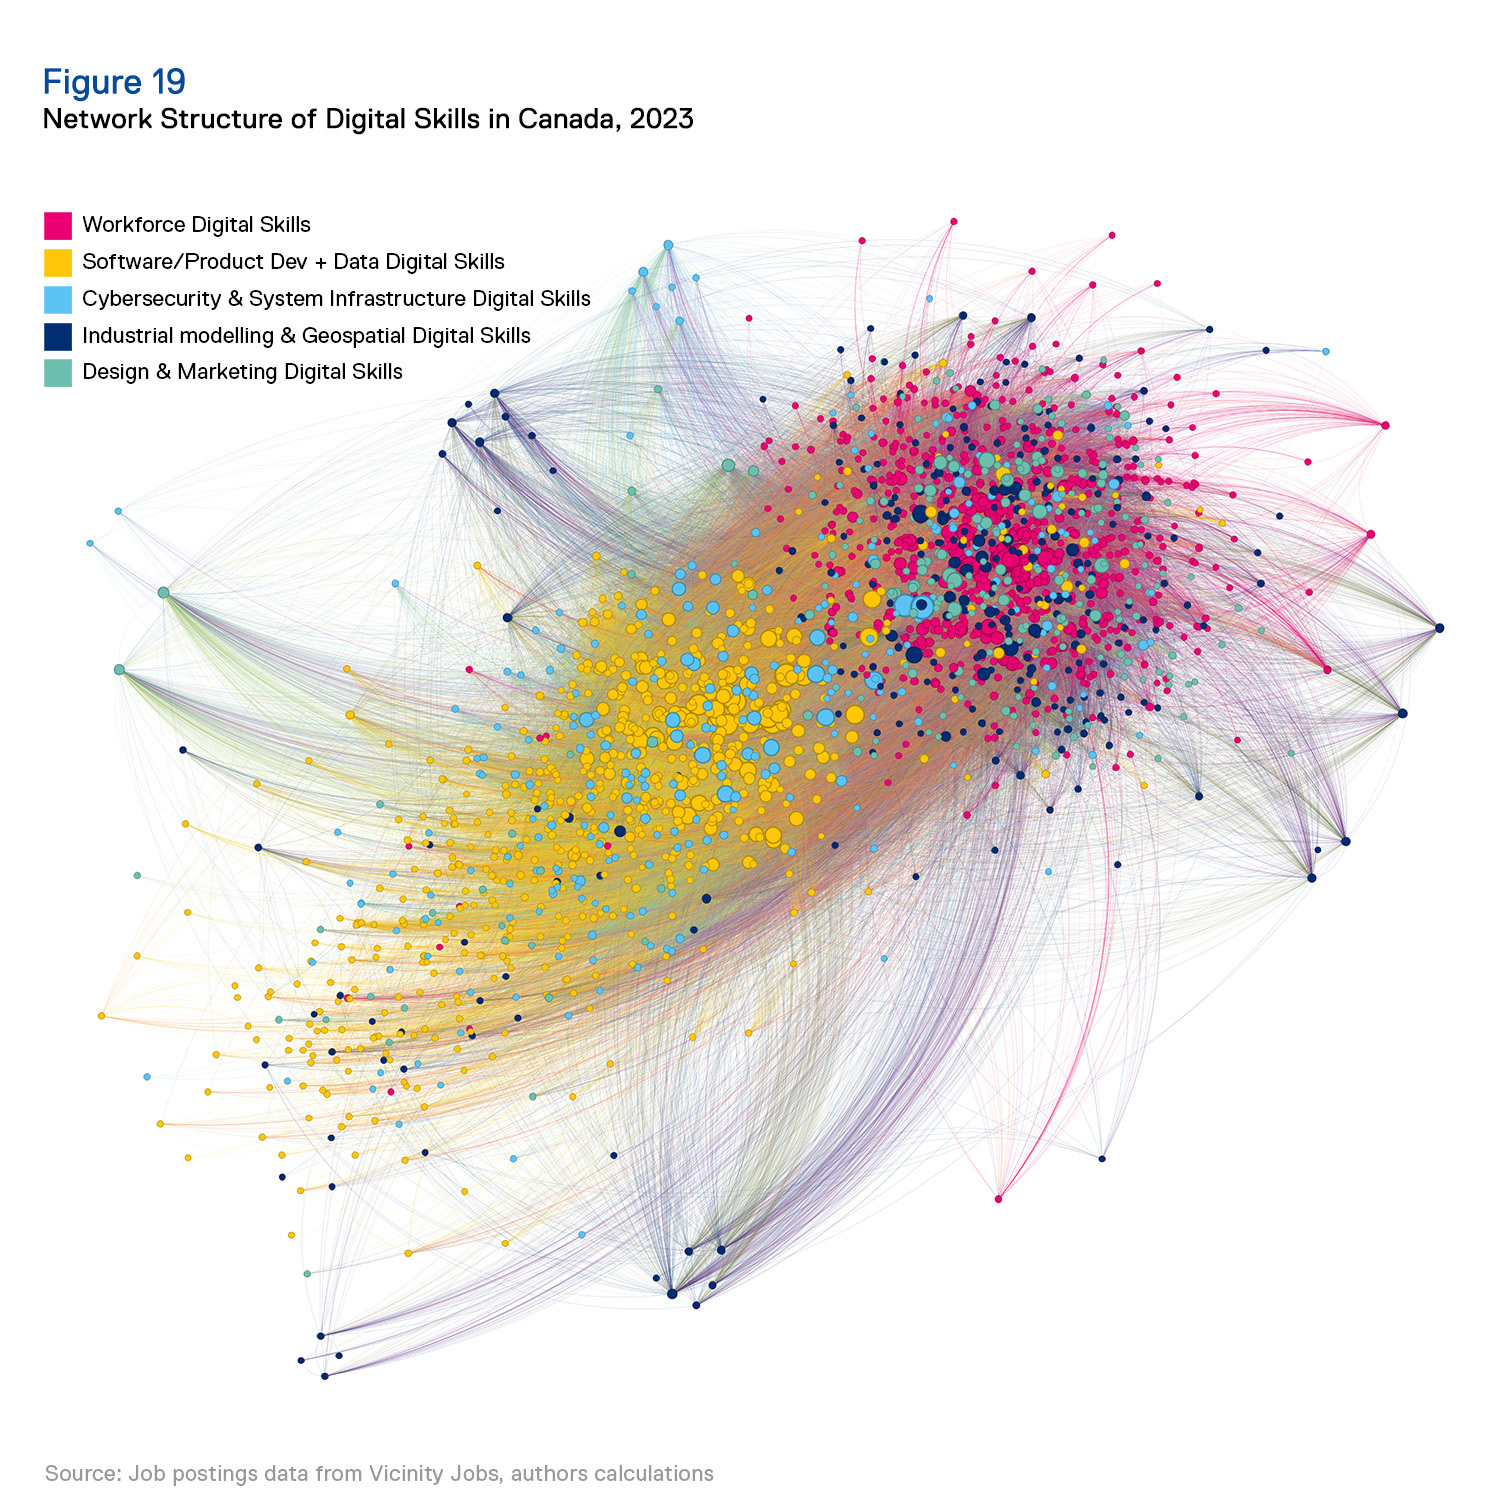 Figure 19
Network Structure of Digital Skills in Canada, 2023
Workforce Digital Skills
Software/Product Dev + Data Digital Skills
Cybersecurity & System Infrastructure Digital Skills
Industrial modelling & Geospatial Digital Skills
Design & Marketing Digital Skills
Source: Job postings data from Vicinity Jobs, authors calculations